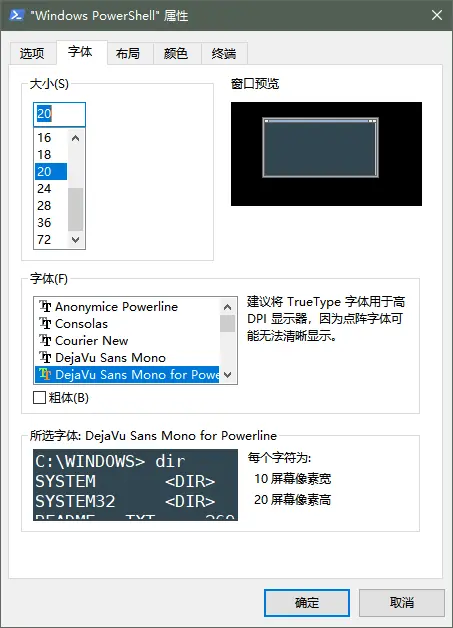 "Windows PowerShell" 属性
选项 字体 布局 颜色 终端
大小(S)
20
16
18
20
24
28
36
72
窗口预览
字体(F)
Anonymice Powerline
Consolas
Courier New
DejaVu Sans Mono
DejaVu Sans Mono for Powe
粗体(B)
建议将 TrueType 字体用于高
DPI 显示器，因为点阵字体可
能无法清晰显示。
所选字体: DejaVu Sans Mono for Powerline
C:\WINDOWS> dir
SYSTEM <DIR>
SYSTEM32 <DIR>
README TXT 260
每个字符为:
10 屏幕像素宽
20 屏幕像素高
确定 取消